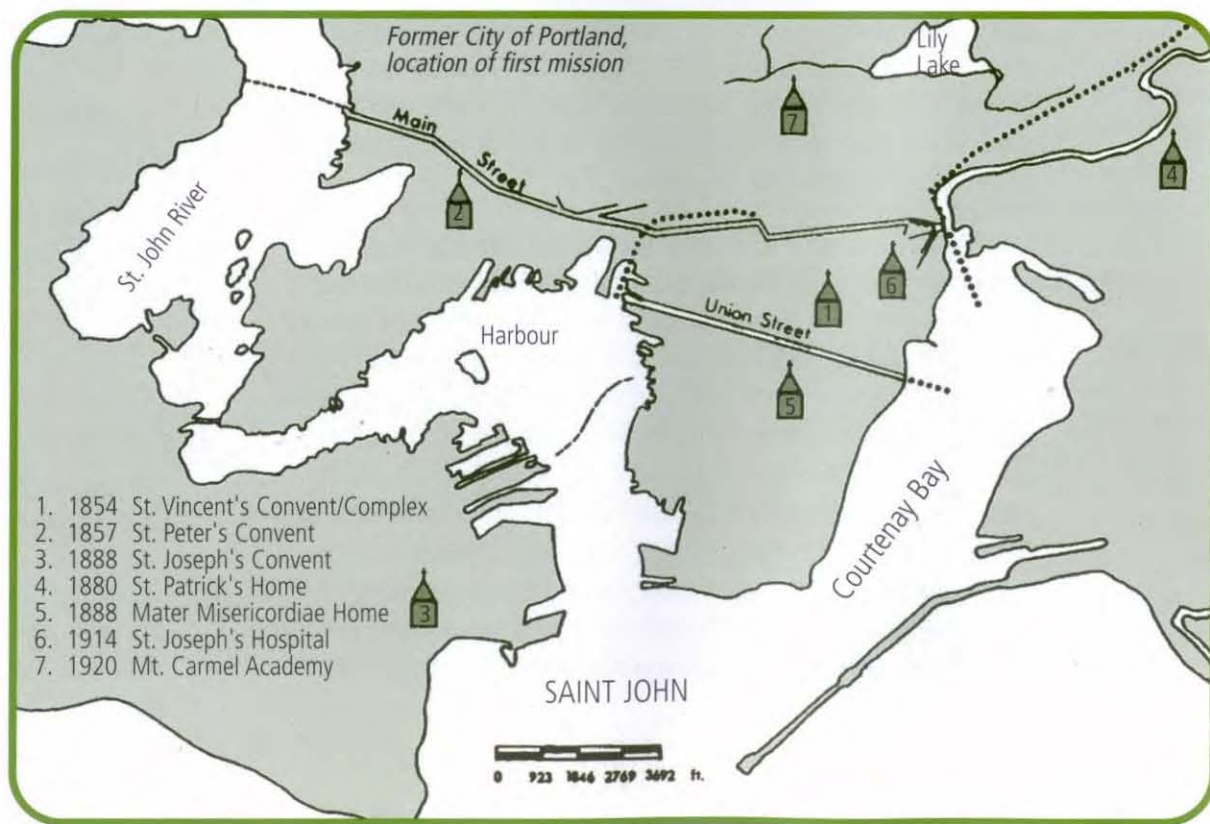 Former City of Portland,
location of first mission
Lily
Lake
7
4
Main
Street
2
St. John River
6
1
Union Street
Harbour
5
Courtenay Bay
1. 1854 St. Vincent's Convent/Complex
2. 1857 St. Peter's Convent
3. 1888 St. Joseph's Convent
4. 1880 St. Patrick's Home
5. 1888 Mater Misericordiae Home
6. 1914 St. Joseph's Hospital
7. 1920 Mt. Carmel Academy
3
SAINT JOHN
0 923 1846 2769 3692 ft.